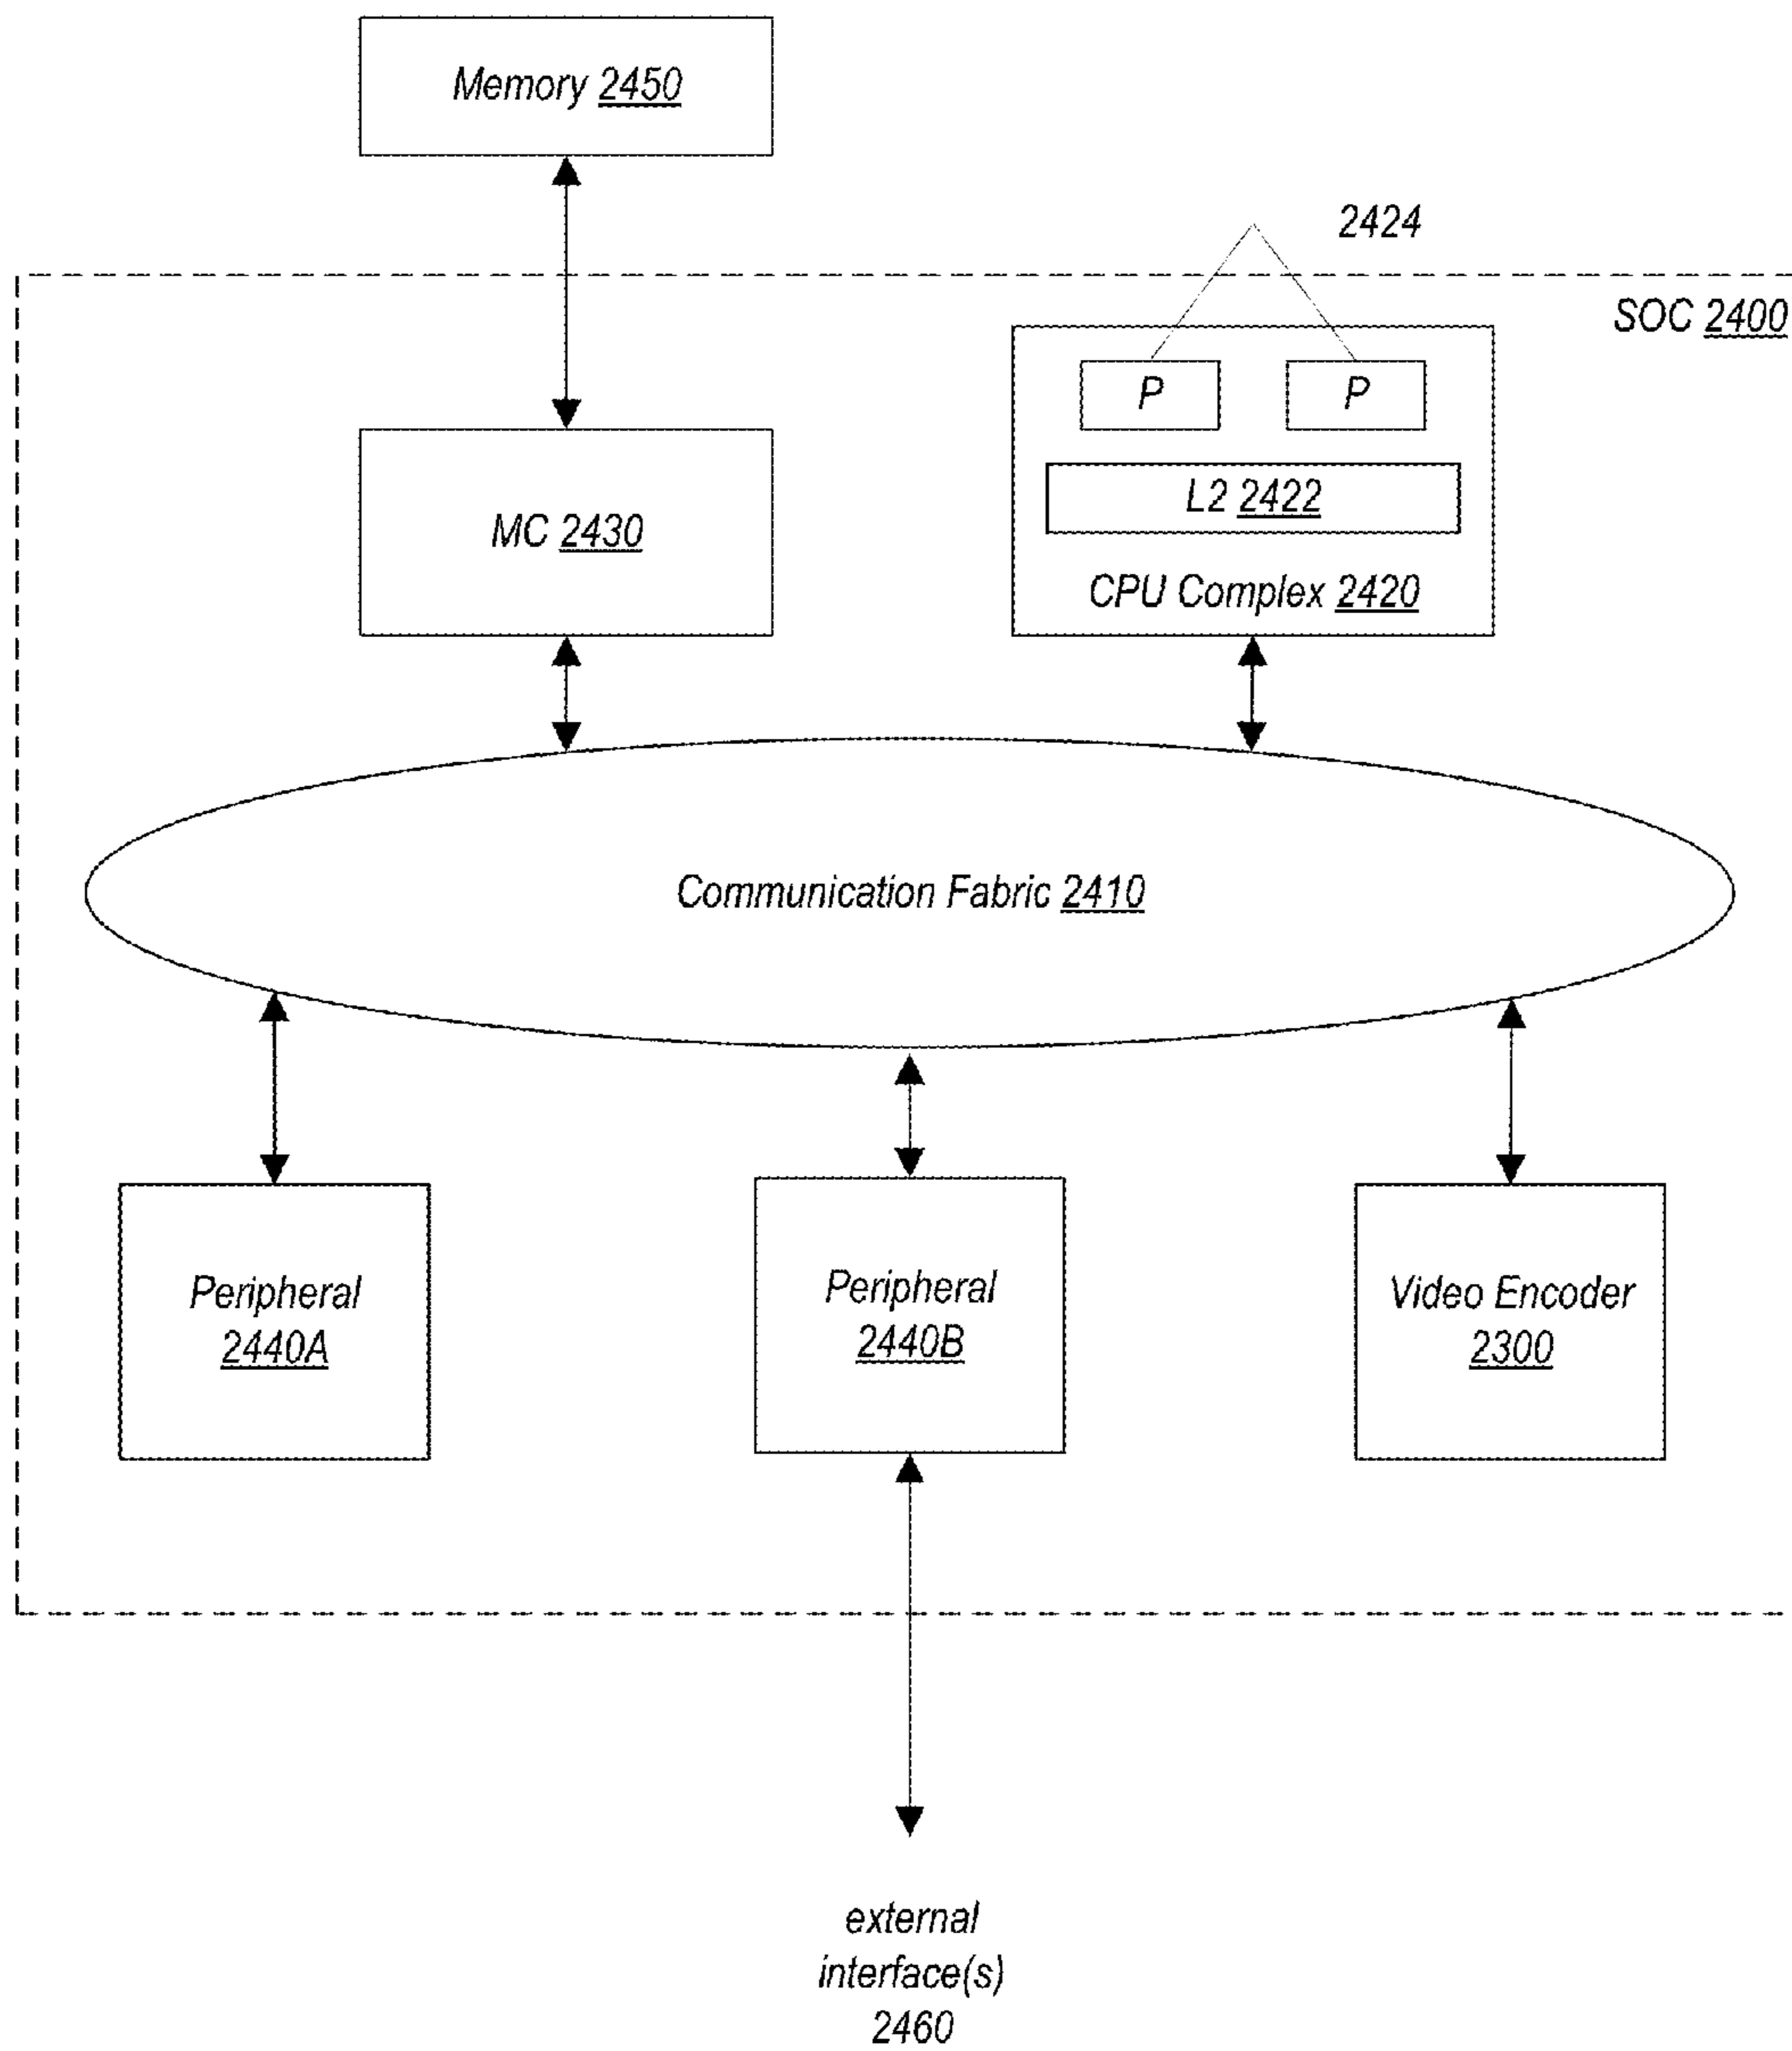 Memory 2450
2424
SOC 2400
P
P
L2 2422
MC 2430
CPU Complex 2420
Communication Fabric 2410
Peripheral
2440A
Peripheral
2440B
Video Encoder
2300
external
interface(s)
2460